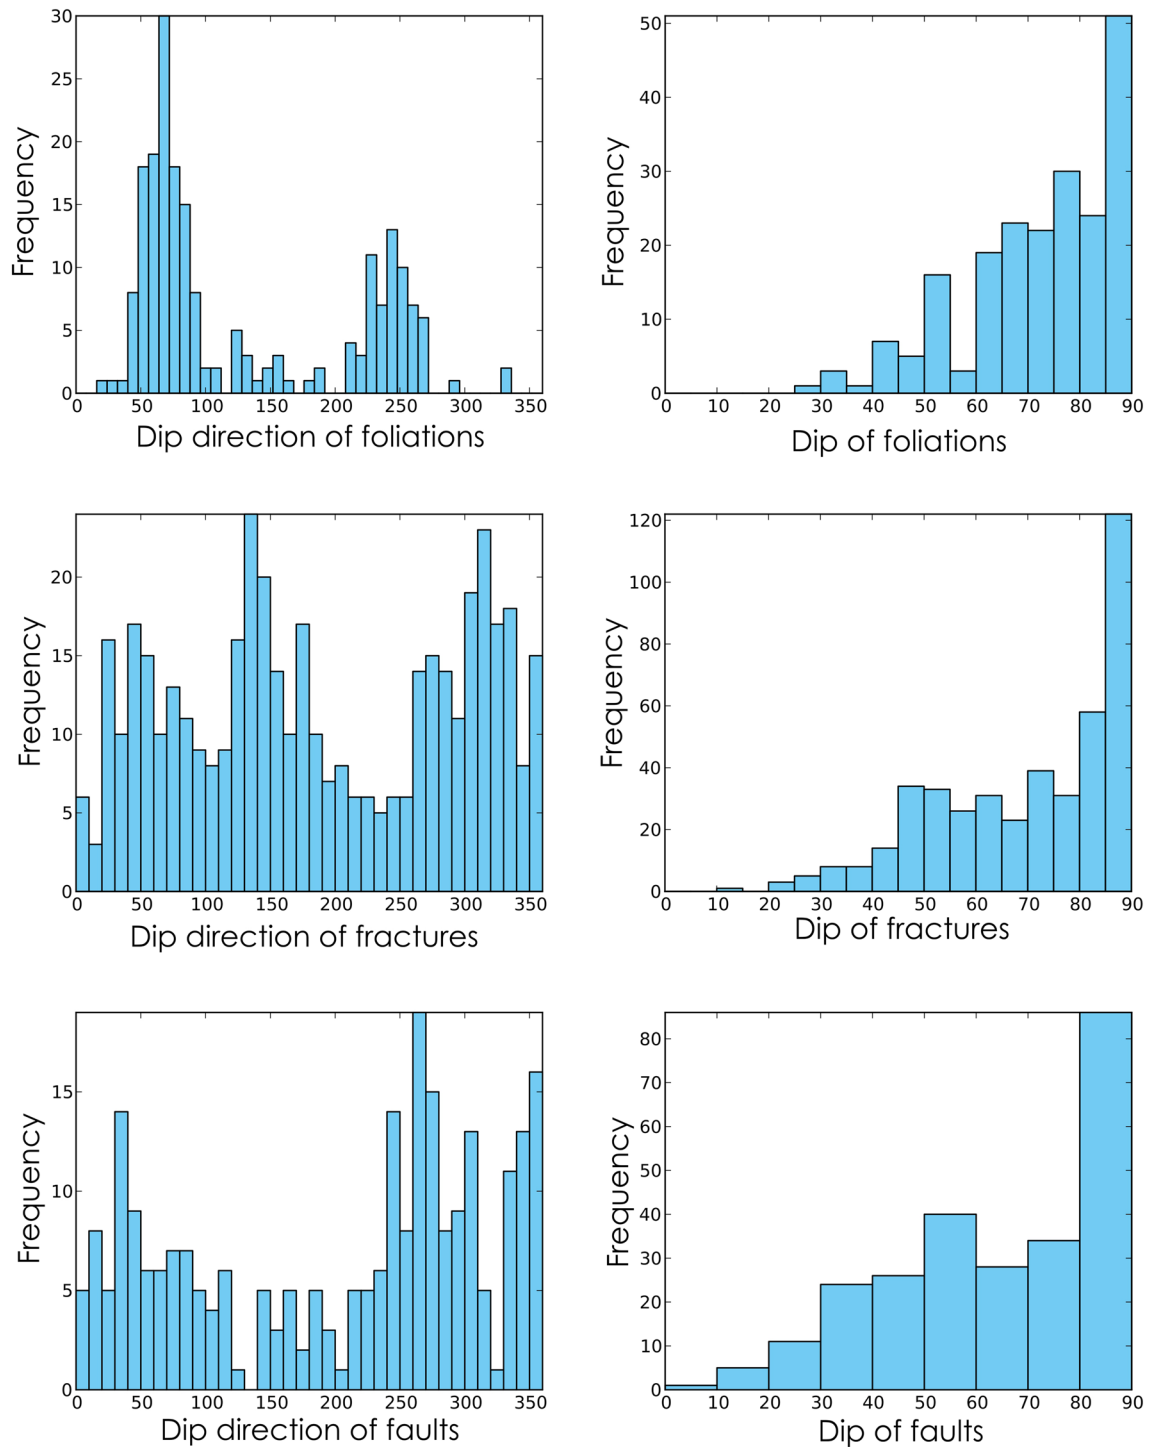 30
25
20
15
10
5
0
Frequency
0 50 100 150 200 250 300 350
Dip direction of foliations
50
40
30
20
10
0
Frequency
0 10 20 30 40 50 60 70 80 90
Dip of foliations
20
15
10
5
0
Frequency
0 50 100 150 200 250 300 350
Dip direction of fractures
120
100
80
60
40
20
0
Frequency
0 10 20 30 40 50 60 70 80 90
Dip of fractures
15
10
5
0
Frequency
0 50 100 150 200 250 300 350
Dip direction of faults
80
70
60
50
40
30
20
10
0
Frequency
0 10 20 30 40 50 60 70 80 90
Dip of faults